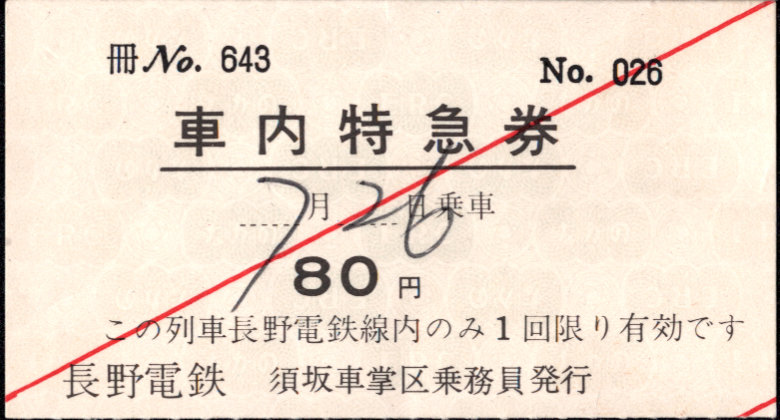 冊No. 643 No. 026
車内特急券
7月26日乗車
80円
この列車長野電鉄線内のみ1回限り有効です
長野電鉄 須坂車掌区乗務員発行